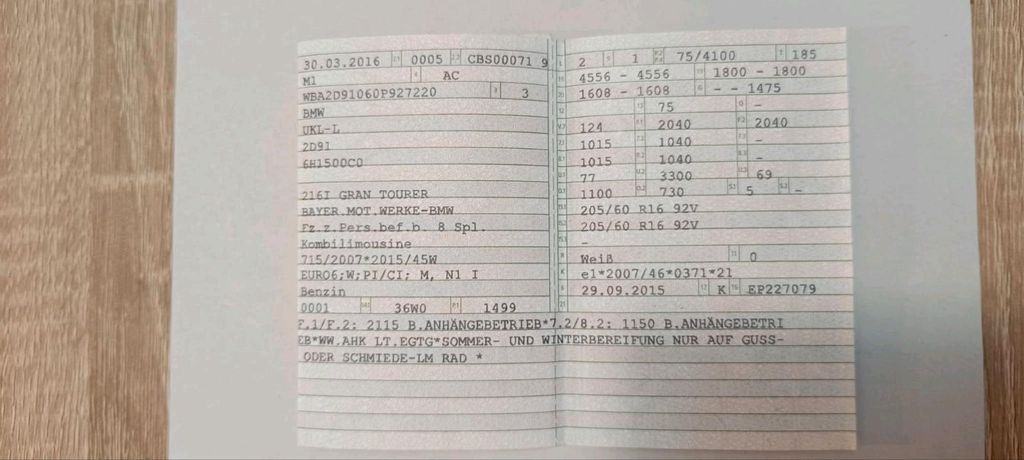 30.03.2016 0005 CBS00071 9
M1 AC
WBA2D91060P927220 3
BMW
UKL-L
2D91
6H1500C0
216I GRAN TOURER
BAYER.MOT.WERKE-BMW
Fz.z.Pers.bef.b. 8 Spl.
Kombilimousine
715/2007*2015/45W
EURO6;W;PI/CI; M, N1 I
Benzin
0001 36W0 1499
2 1 75/4100 185
4556 - 4556 1800 - 1800
1608 - 1608 - - 1475
75 -
124 2040 2040
1015 1040 -
1015 1040 -
77 3300 69
1100 730 5 -
205/60 R16 92V
205/60 R16 92V
-
Weiß 0
e1*2007/46*0371*21
29.09.2015 K EP227079
F.1/F.2: 2115 B.ANHÄNGEBETRIEB*7.2/8.2: 1150 B.ANHÄNGEBETRI
EB*WW.AHK LT.EGTG*SOMMER- UND WINTERBEREIFUNG NUR AUF GUSS-
ODER SCHMIEDE-LM RAD *